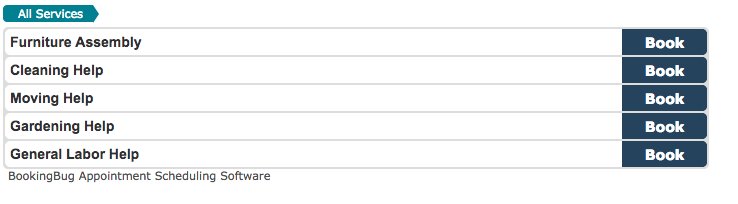 All Services
Furniture Assembly Book
Cleaning Help Book
Moving Help Book
Gardening Help Book
General Labor Help Book
BookingBug Appointment Scheduling Software